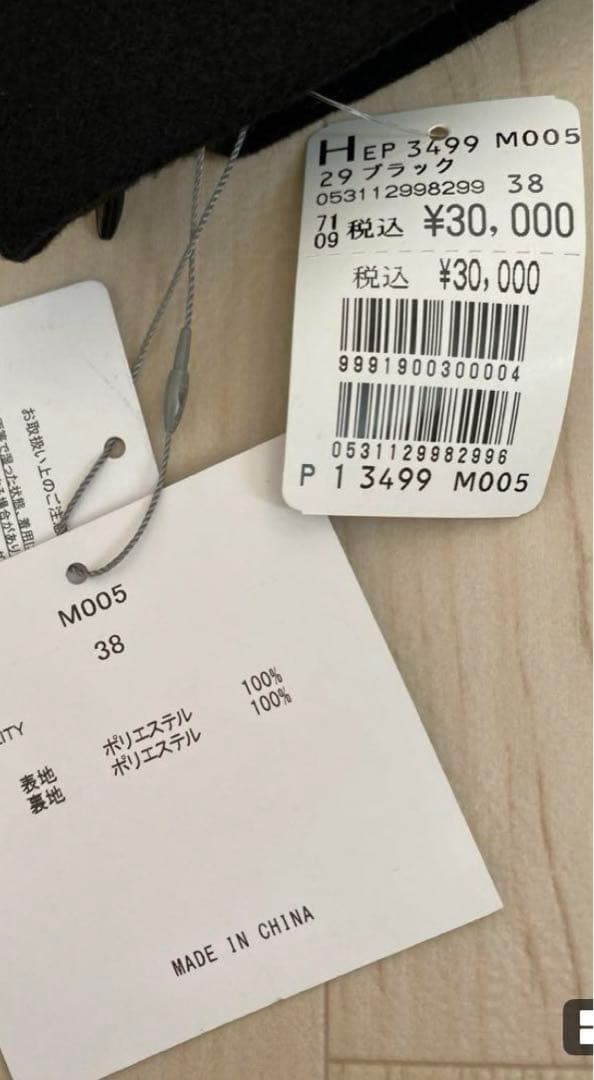 HEP 3499 M005
29 ブラック
053112998299 38
71
09 税込 ¥30,000
税込 ¥30,000
9991900300004
0531129982996
P 1 3499 M005
お取扱い上のご注意
M005
38
ITY
100%
100%
表地 ポリエステル
裏地 ポリエステル
MADE IN CHINA